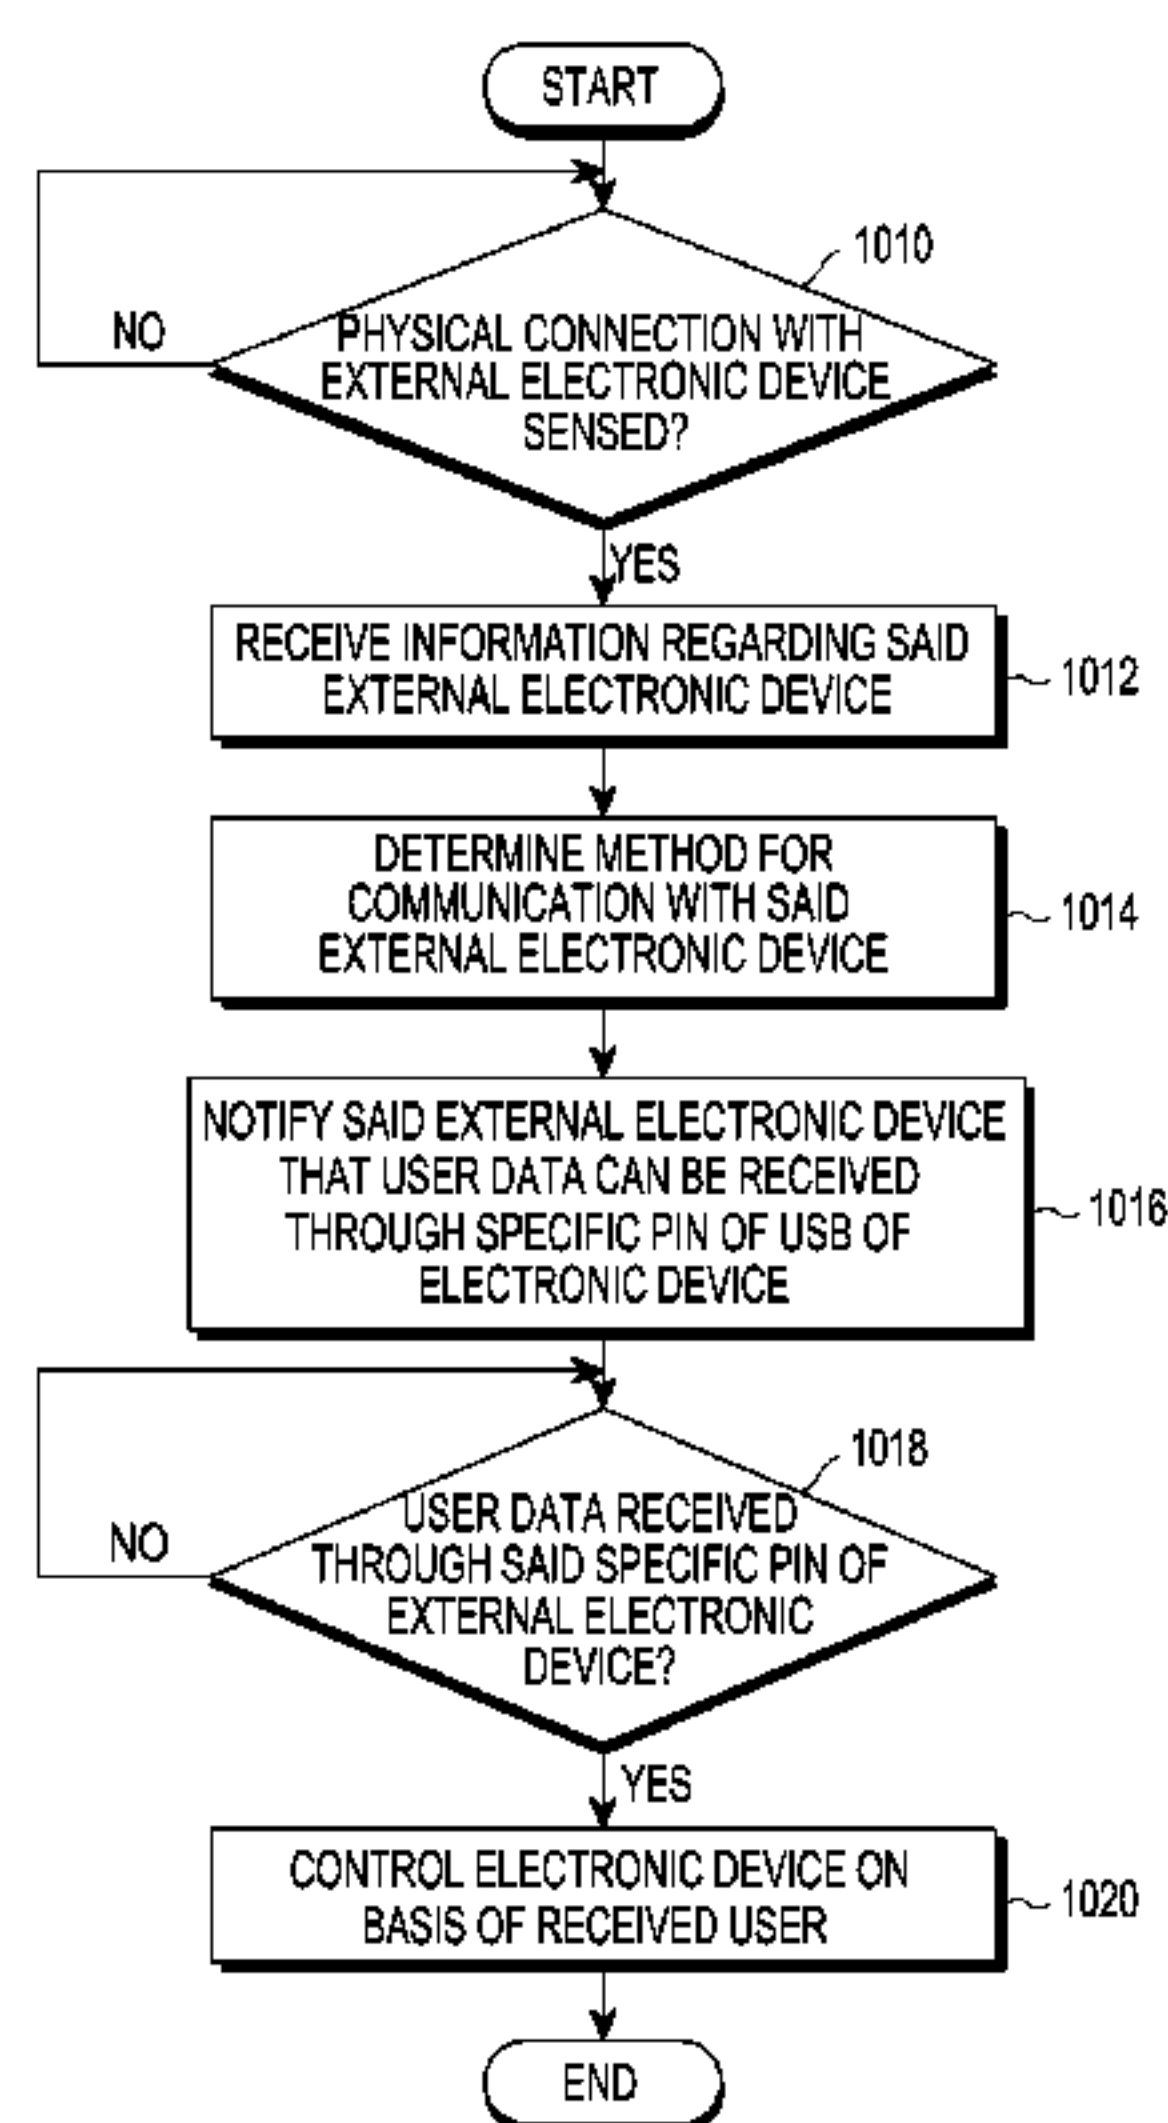 START
1010
NO
PHYSICAL CONNECTION WITH
EXTERNAL ELECTRONIC DEVICE
SENSED?
YES
RECEIVE INFORMATION REGARDING SAID
EXTERNAL ELECTRONIC DEVICE
1012
DETERMINE METHOD FOR
COMMUNICATION WITH SAID
EXTERNAL ELECTRONIC DEVICE
1014
NOTIFY SAID EXTERNAL ELECTRONIC DEVICE
THAT USER DATA CAN BE RECEIVED
THROUGH SPECIFIC PIN OF USB OF
ELECTRONIC DEVICE
1016
1018
NO
USER DATA RECEIVED
THROUGH SAID SPECIFIC PIN OF
EXTERNAL ELECTRONIC
DEVICE?
YES
CONTROL ELECTRONIC DEVICE ON
BASIS OF RECEIVED USER
1020
END